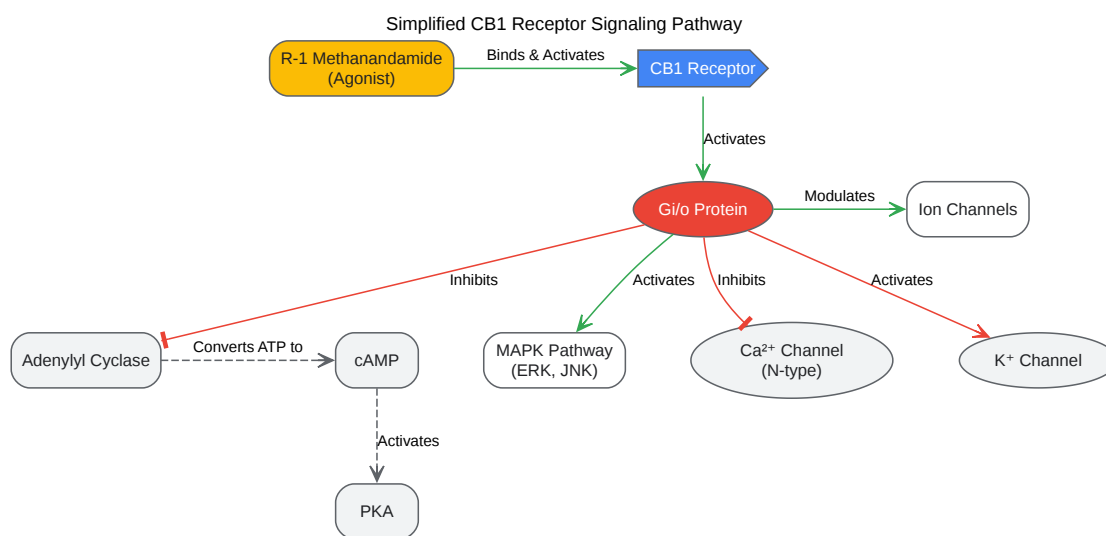 Simplified CB1 Receptor Signaling Pathway
R-1 Methanandamide
(Agonist)
Binds & Activates
CB1 Receptor
Activates
Gi/o Protein
Modulates
Ion Channels
Inhibits
Activates
Inhibits
Activates
Adenylyl Cyclase
Converts ATP to
cAMP
MAPK Pathway
(ERK, JNK)
Ca²⁺ Channel
(N-type)
K⁺ Channel
Activates
PKA